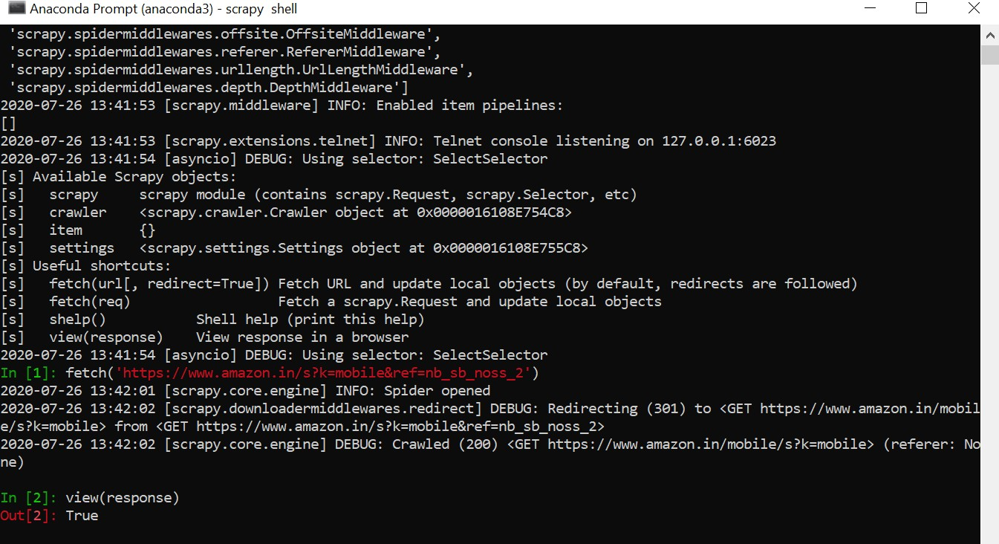 Anaconda Prompt (anaconda3) - scrapy  shell
 'scrapy.spidermiddlewares.offsite.OffsiteMiddleware',
 'scrapy.spidermiddlewares.referer.RefererMiddleware',
 'scrapy.spidermiddlewares.urllength.UrlLengthMiddleware',
 'scrapy.spidermiddlewares.depth.DepthMiddleware']
2020-07-26 13:41:53 [scrapy.middleware] INFO: Enabled item pipelines:
[]
2020-07-26 13:41:53 [scrapy.extensions.telnet] INFO: Telnet console listening on 127.0.0.1:6023
2020-07-26 13:41:54 [asyncio] DEBUG: Using selector: SelectSelector
[s] Available Scrapy objects:
[s]   scrapy     scrapy module (contains scrapy.Request, scrapy.Selector, etc)
[s]   crawler    <scrapy.crawler.Crawler object at 0x0000016108E754C8>
[s]   item       {}
[s]   settings   <scrapy.settings.Settings object at 0x0000016108E755C8>
[s] Useful shortcuts:
[s]   fetch(url[, redirect=True]) Fetch URL and update local objects (by default, redirects are followed)
[s]   fetch(req)                  Fetch a scrapy.Request and update local objects
[s]   shelp()           Shell help (print this help)
[s]   view(response)    View response in a browser
2020-07-26 13:41:54 [asyncio] DEBUG: Using selector: SelectSelector
In [1]: fetch('https://www.amazon.in/s?k=mobile&ref=nb_sb_noss_2')
2020-07-26 13:42:01 [scrapy.core.engine] INFO: Spider opened
2020-07-26 13:42:02 [scrapy.downloadermiddlewares.redirect] DEBUG: Redirecting (301) to <GET https://www.amazon.in/mobil
e/s?k=mobile> from <GET https://www.amazon.in/s?k=mobile&ref=nb_sb_noss_2>
2020-07-26 13:42:02 [scrapy.core.engine] DEBUG: Crawled (200) <GET https://www.amazon.in/mobile/s?k=mobile> (referer: No
ne)
In [2]: view(response)
Out[2]: True